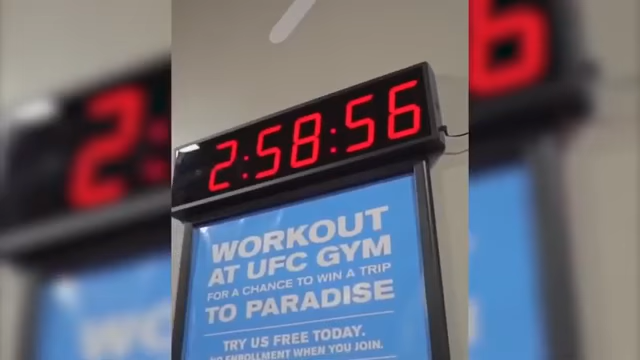 2:58:56
WORKOUT
AT UFC GYM
FOR A CHANCE TO WIN A TRIP
TO PARADISE
TRY US FREE TODAY.
NO ENROLLMENT WHEN YOU JOIN.